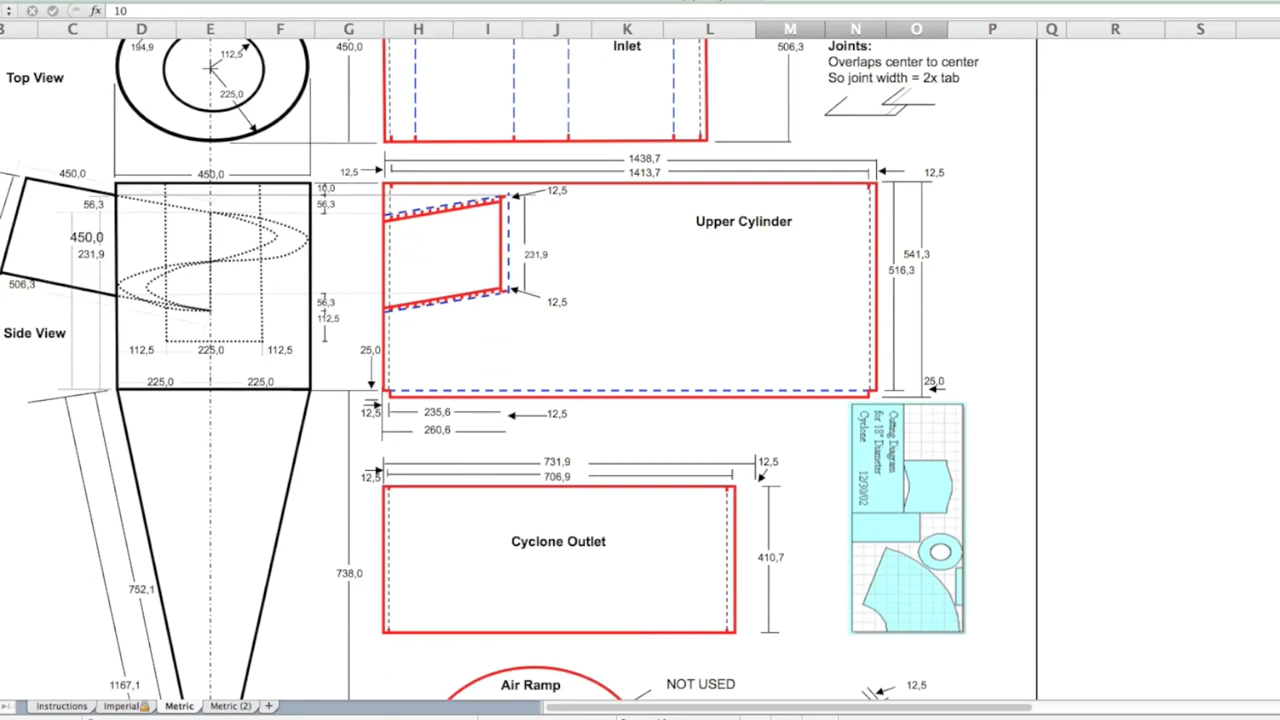 10
B C D E F G H I J K L M N O P Q R S
194,9
112,5
225,0
Top View
450,0
Inlet
506,3
Joints:
Overlaps center to center
So joint width = 2x tab
450,0
450,0
12,5
1438,7
1413,7
12,5
10,0
56,3
56,3
450,0
231,9
12,5
231,9
12,5
Upper Cylinder
541,3
516,3
506,3
56,3
112,5
Side View
112,5
225,0
112,5
225,0
225,0
25,0
25,0
12,5
235,6
12,5
260,6
731,9
12,5
706,9
12,5
Cyclone Outlet
410,7
Cutting Diagram
for 18" Diameter
Cyclone 12/30/02
738,0
752,1
1167,1
Air Ramp
NOT USED
12,5
Instructions
Imperial
Metric
Metric (2)